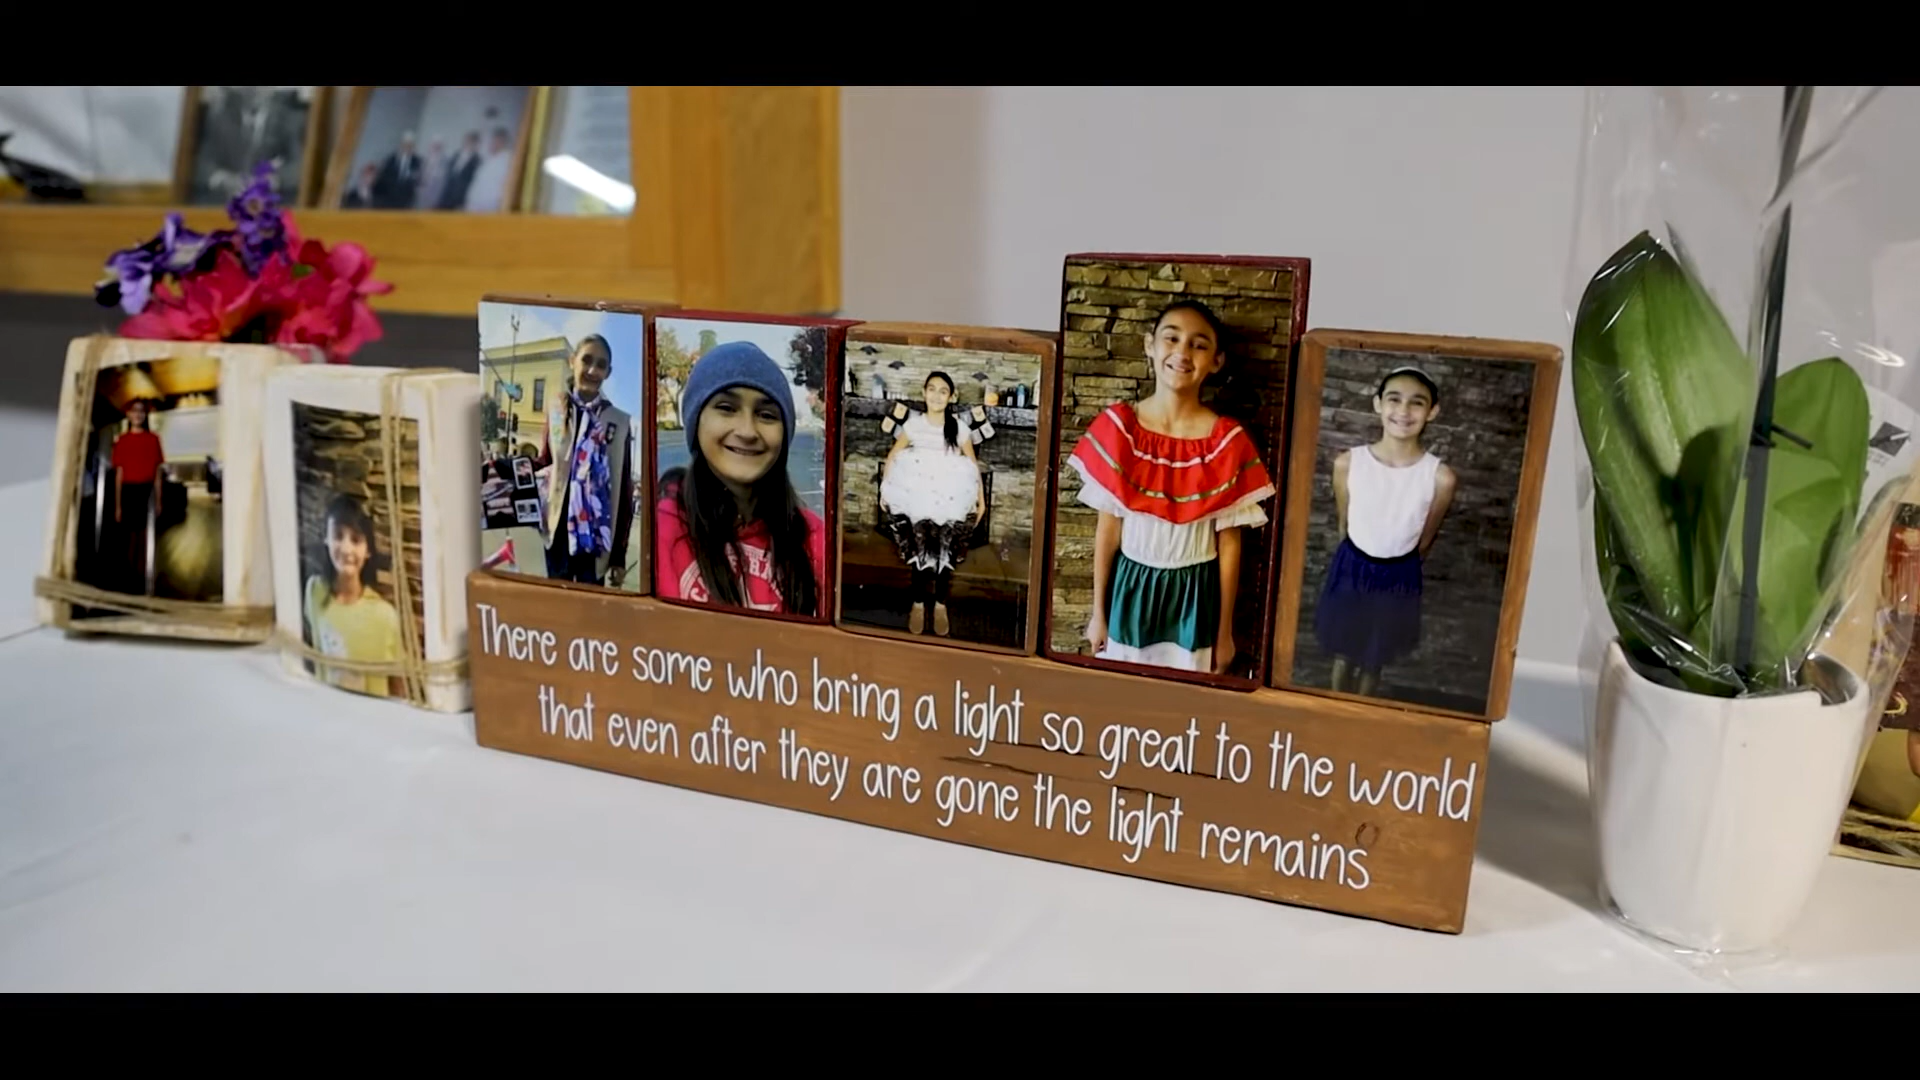 There are some who bring a light so great to the world
that even after they are gone the light remains